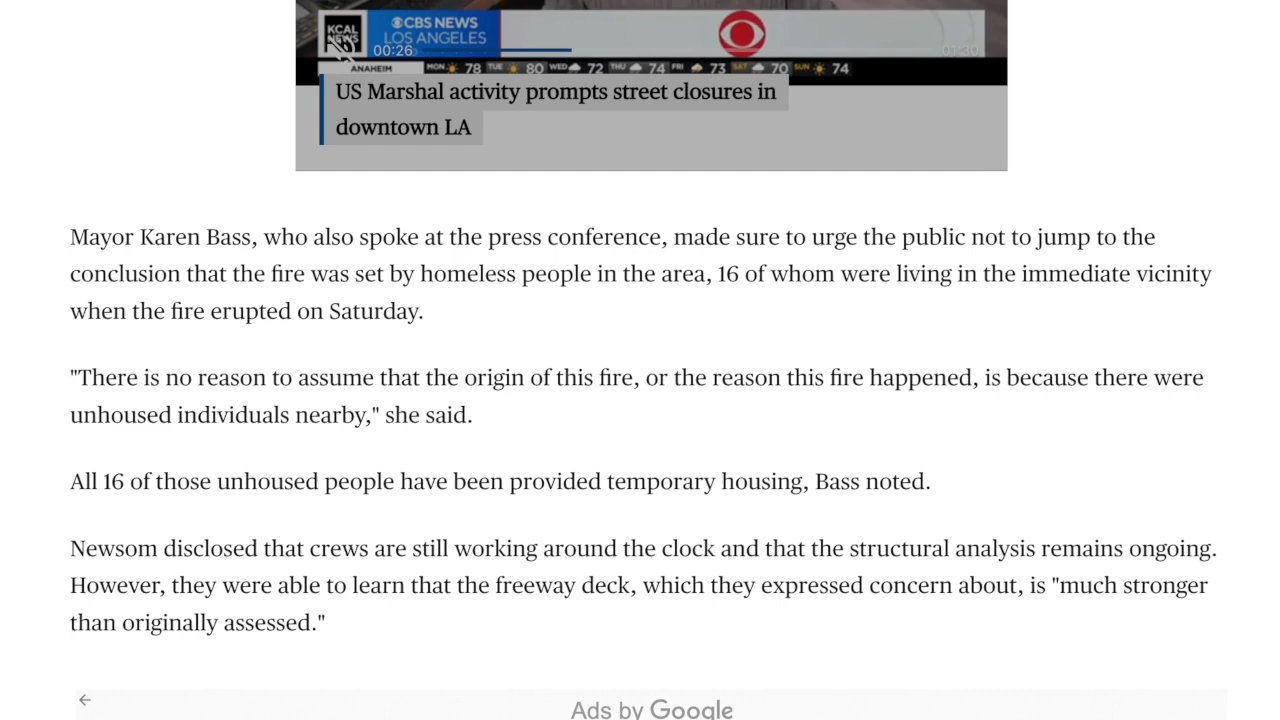 KCAL NEWS
CBS NEWS
LOS ANGELES
00:26
01:30
ANAHEIM MON 78 TUE 80 WED 72 THU 74 FRI 73 SAT 70 SUN 74
US Marshal activity prompts street closures in
downtown LA
Mayor Karen Bass, who also spoke at the press conference, made sure to urge the public not to jump to the
conclusion that the fire was set by homeless people in the area, 16 of whom were living in the immediate vicinity
when the fire erupted on Saturday.
"There is no reason to assume that the origin of this fire, or the reason this fire happened, is because there were
unhoused individuals nearby," she said.
All 16 of those unhoused people have been provided temporary housing, Bass noted.
Newsom disclosed that crews are still working around the clock and that the structural analysis remains ongoing.
However, they were able to learn that the freeway deck, which they expressed concern about, is "much stronger
than originally assessed."
Ads by Google